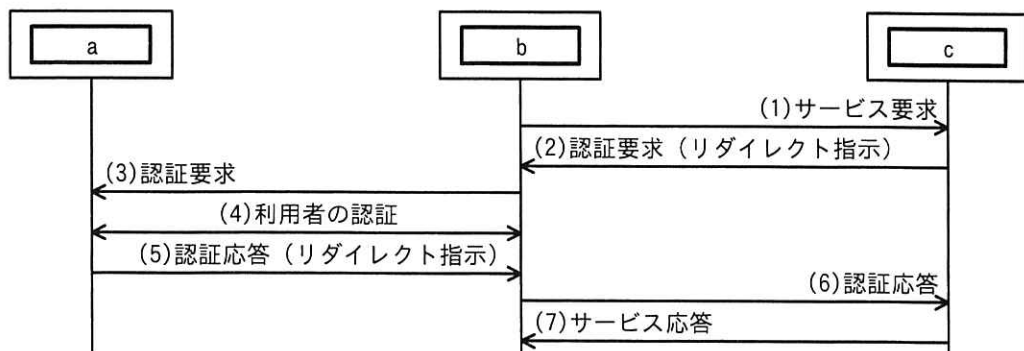 a
b
c
(1)サービス要求
(2)認証要求（リダイレクト指示）
(3)認証要求
(4)利用者の認証
(5)認証応答（リダイレクト指示）
(6)認証応答
(7)サービス応答